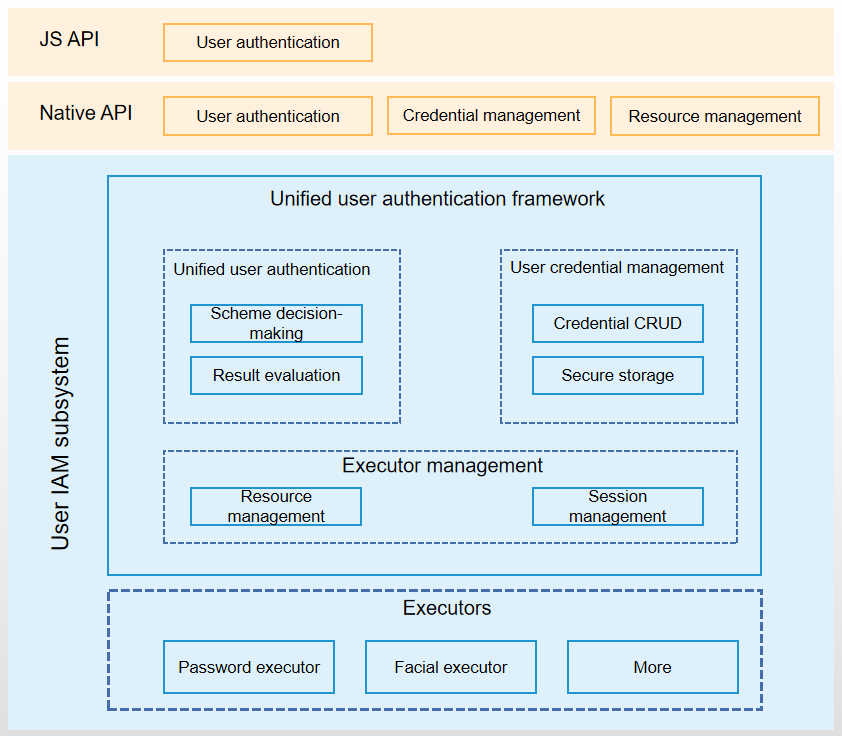 JS API
User authentication
Native API
User authentication
Credential management
Resource management
User IAM subsystem
Unified user authentication framework
Unified user authentication
Scheme decision-
making
Result evaluation
User credential management
Credential CRUD
Secure storage
Executor management
Resource
management
Session
management
Executors
Password executor
Facial executor
More